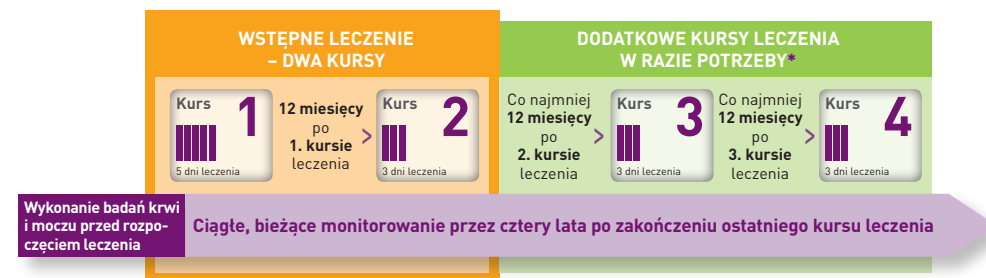 WSTĘPNE LECZENIE
– DWA KURSY
DODATKOWE KURSY LECZENIA
W RAZIE POTRZEBY*
Kurs 1
5 dni leczenia
12 miesięcy
po
1. kursie
leczenia
>
Kurs 2
3 dni leczenia
Co najmniej
12 miesięcy
po
2. kursie
leczenia
>
Kurs 3
3 dni leczenia
Co najmniej
12 miesięcy
po
3. kursie
leczenia
>
Kurs 4
3 dni leczenia
Wykonanie badań krwi
i moczu przed rozpo-
częciem leczenia
Ciągłe, bieżące monitorowanie przez cztery lata po zakończeniu ostatniego kursu leczenia